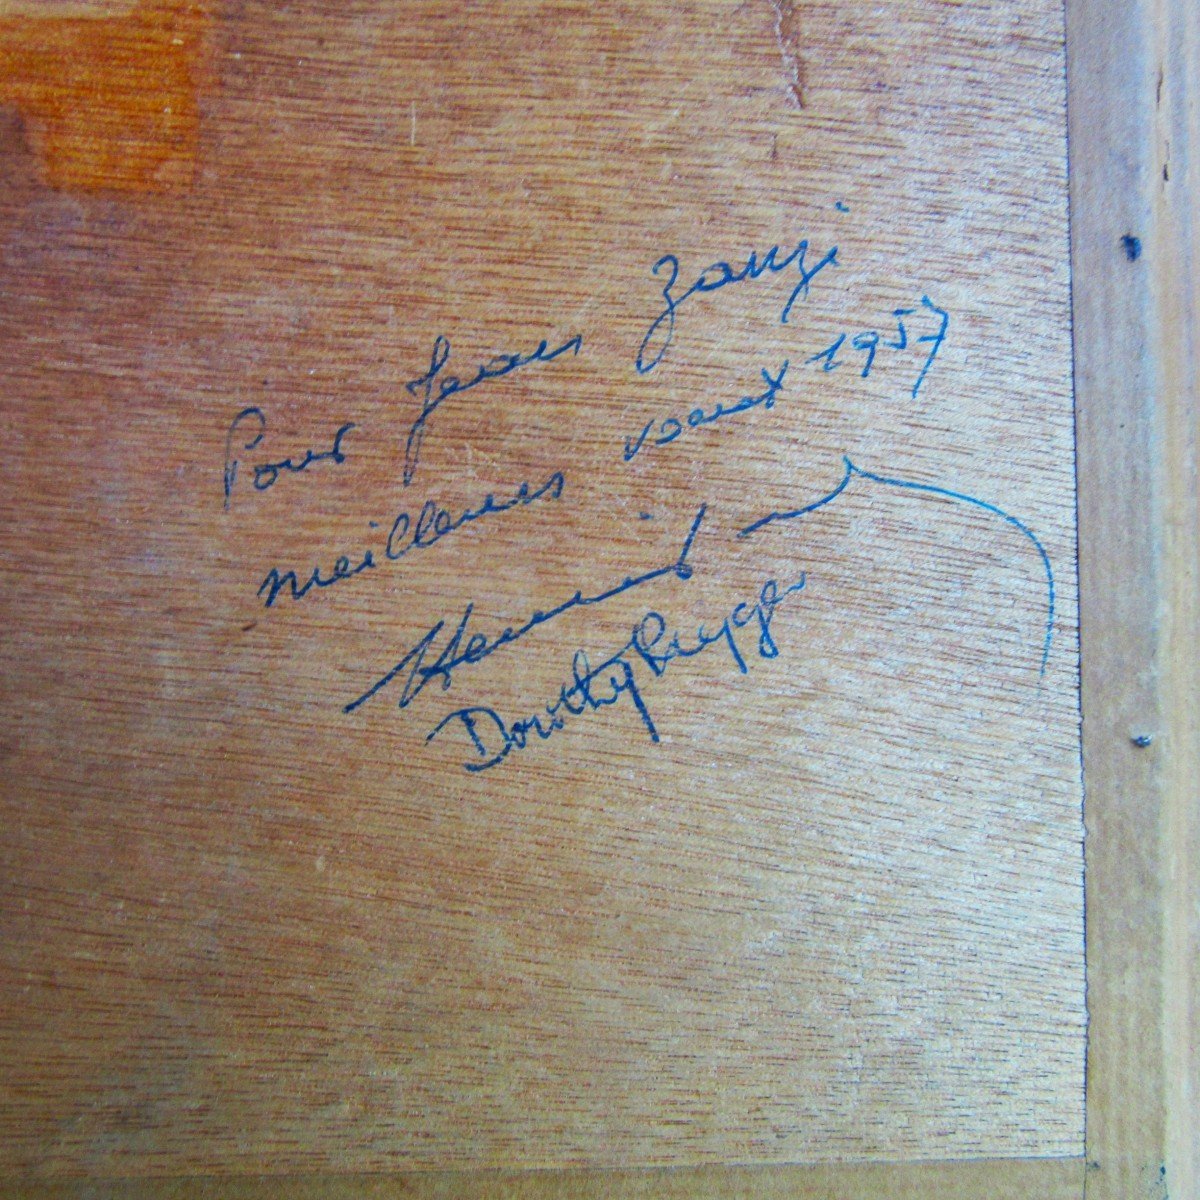 Pour Jean Zanzi
meilleurs voeux 1957
Dorothy